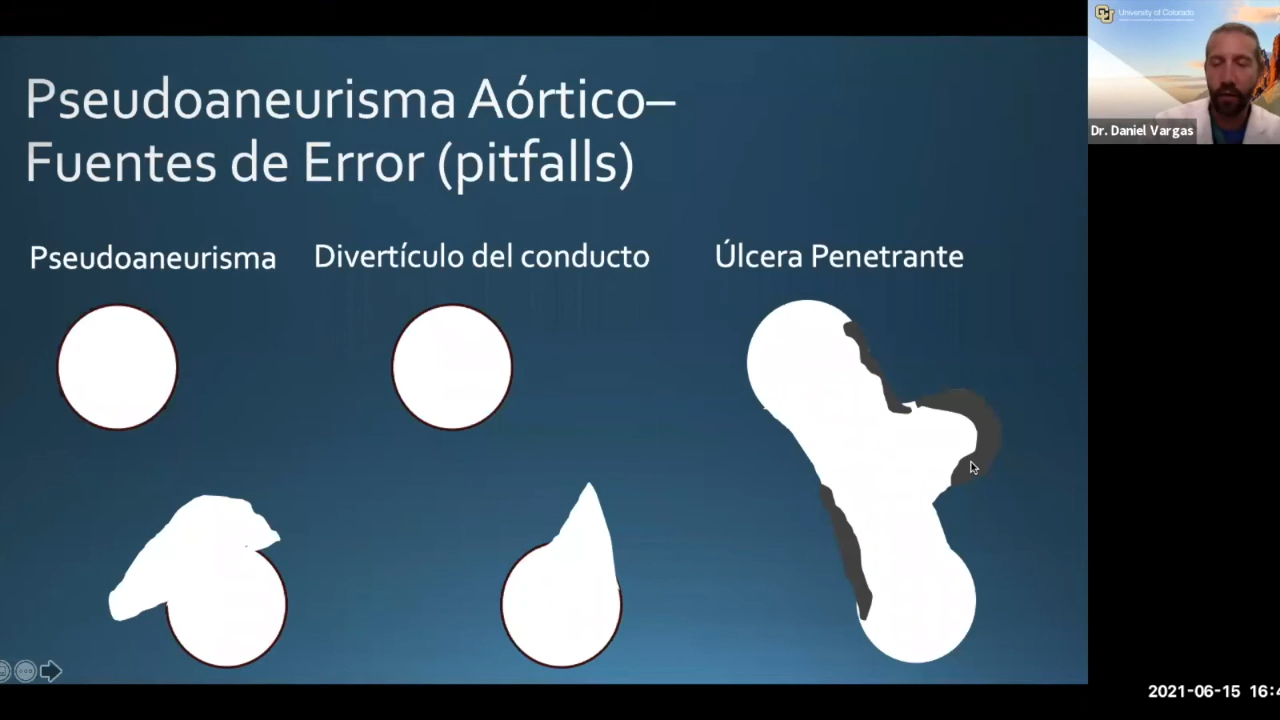 University of Colorado
Dr. Daniel Vargas
Pseudoaneurisma Aórtico–
Fuentes de Error (pitfalls)
Pseudoaneurisma
Divertículo del conducto
Úlcera Penetrante
2021-06-15 16:4